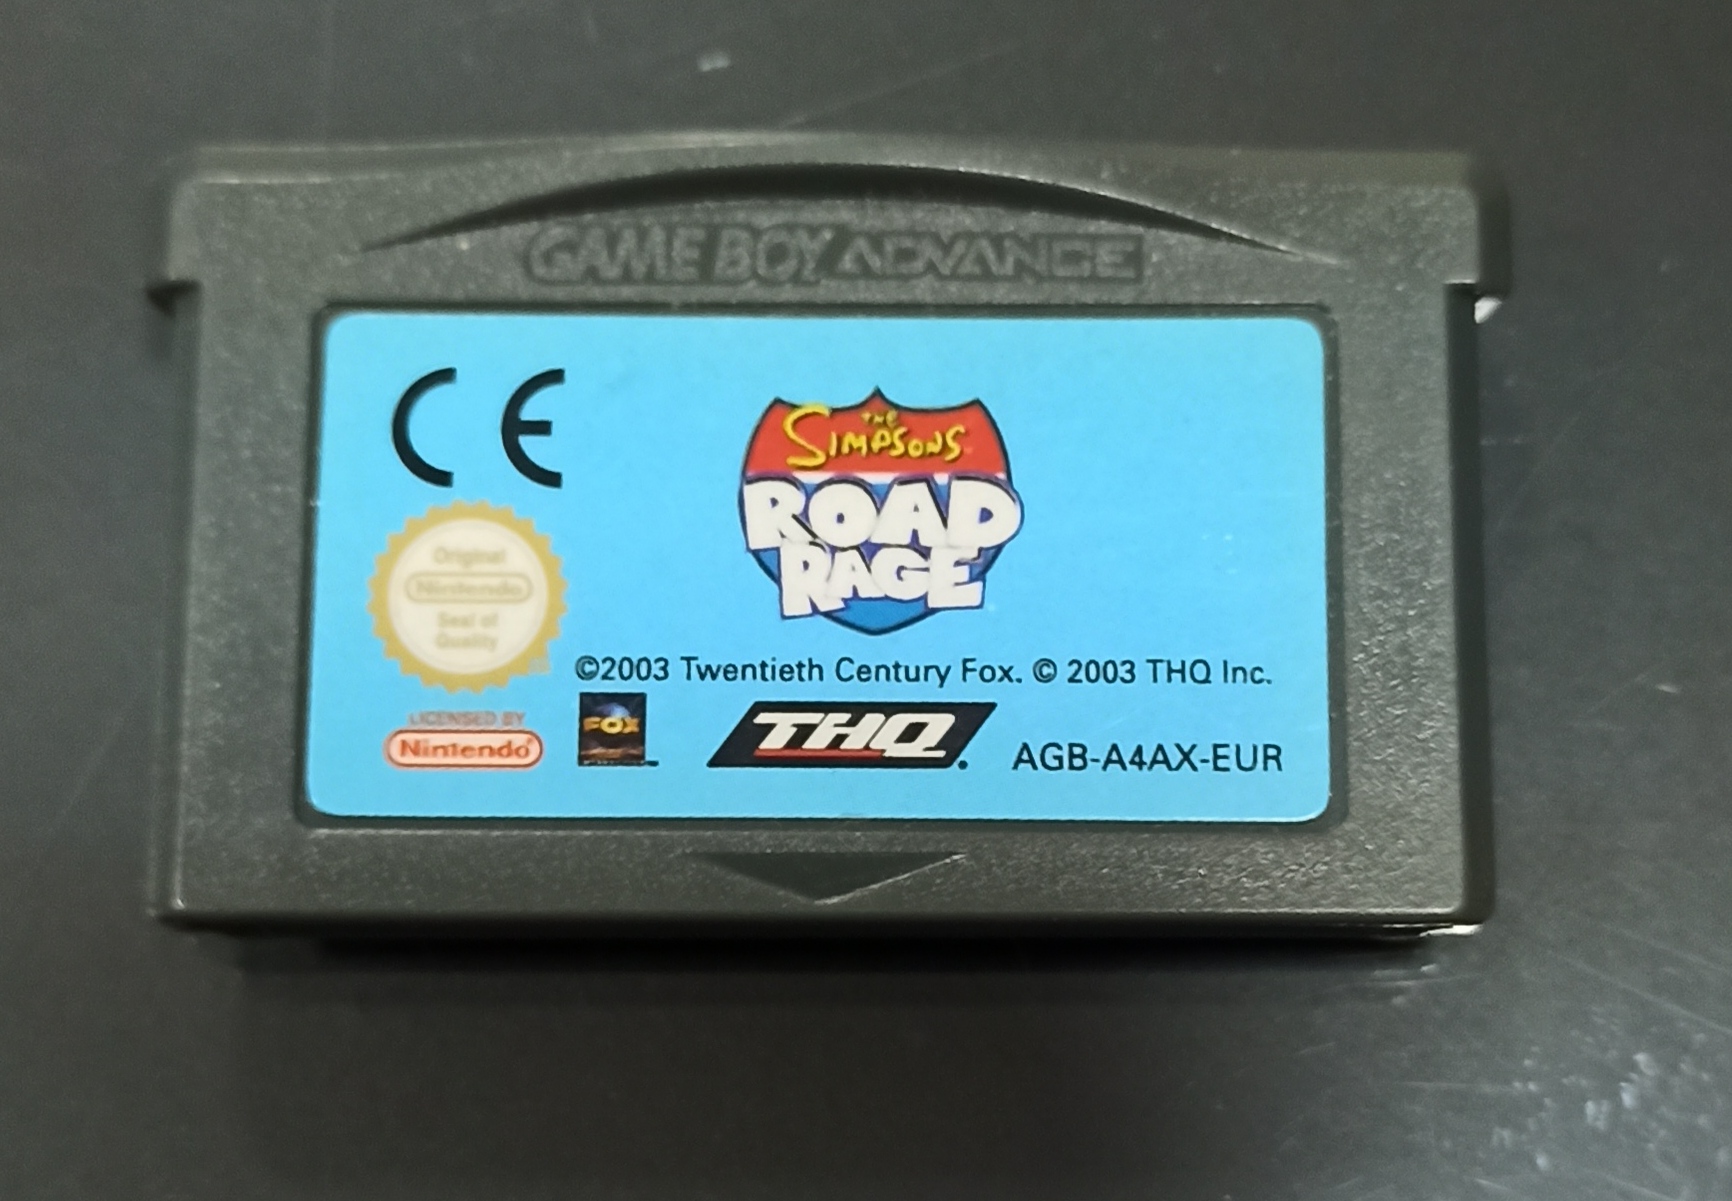 GAME BOY ADVANCE
CE
THE
SIMPSONS
ROAD
RAGE
Original
Nintendo
Seal of
Quality
©2003 Twentieth Century Fox. © 2003 THQ Inc.
LICENSED BY
Nintendo
FOX
THQ
AGB-A4AX-EUR